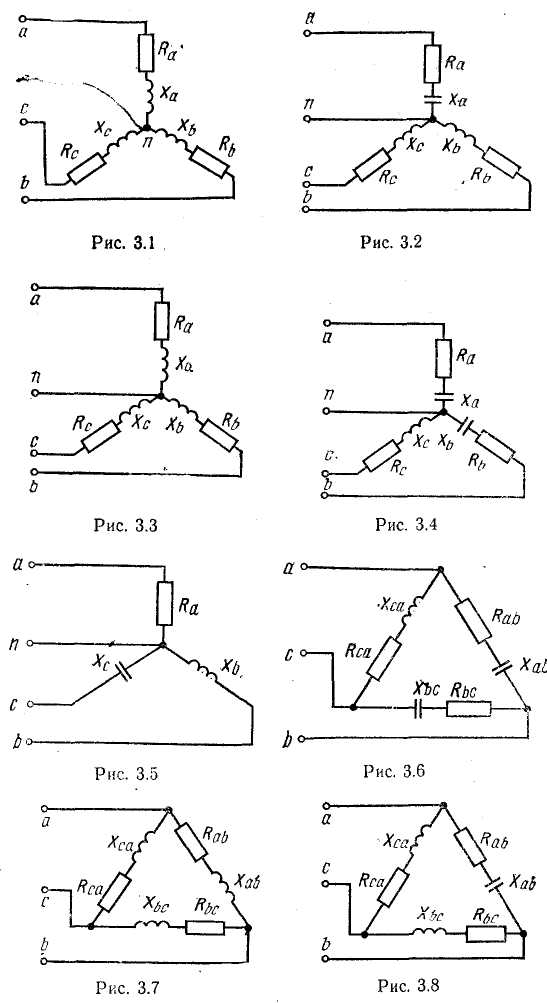 a
Ra
Xa
c
Xc
n
Xb
Rc
Rb
b
Рис. 3.1
a
Ra
Xa
n
Xc
Xb
c
Rc
Rb
b
Рис. 3.2
a
Ra
Xa
n
Rc
Xc
Xb
Rb
c
b
Рис. 3.3
a
Ra
Xa
n
Xc
Xb
c
Rc
Rb
b
Рис. 3.4
a
Ra
n
Xc
Xb
c
b
Рис. 3.5
a
Xca
Rab
c
Rca
Xab
Xbc
Rbc
b
Рис. 3.6
a
Xca
Rab
Rca
Xab
c
Xbc
Rbc
b
Рис. 3.7
a
Xca
Rab
c
Rca
Xab
Xbc
Rbc
b
Рис. 3.8